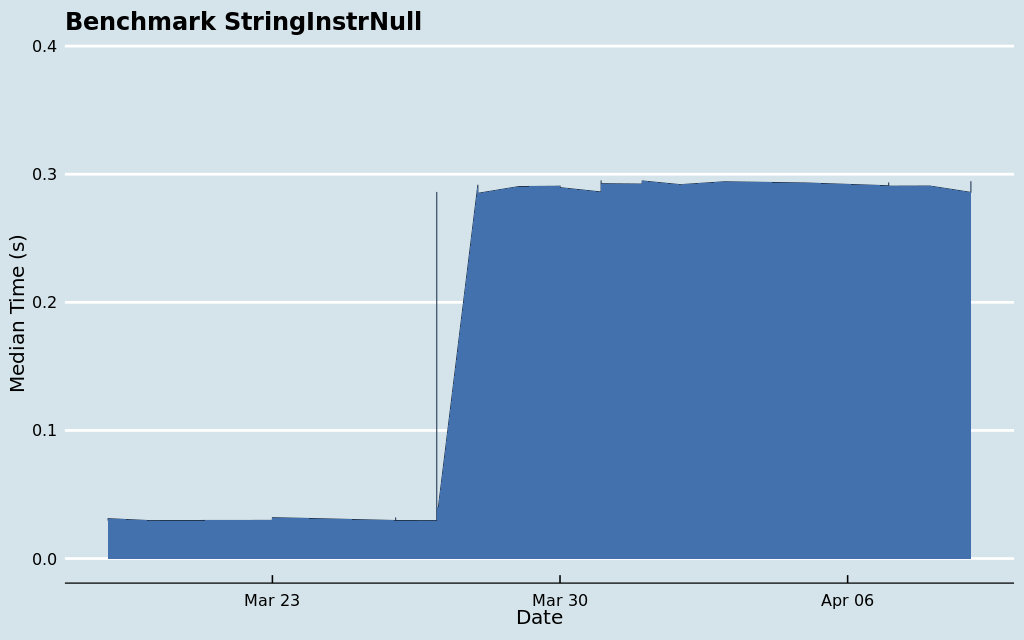 Benchmark StringInstrNull
0.4
0.3
0.2
0.1
0.0
Median Time (s)
Mar 23
Mar 30
Apr 06
Date